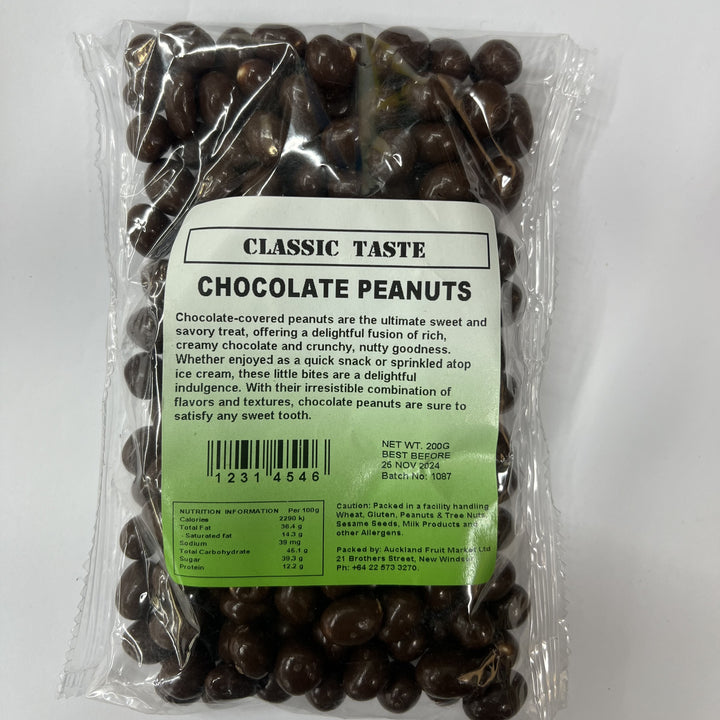 CLASSIC TASTE
CHOCOLATE PEANUTS
Chocolate-covered peanuts are the ultimate sweet and
savory treat, offering a delightful fusion of rich,
creamy chocolate and crunchy, nutty goodness.
Whether enjoyed as a quick snack or sprinkled atop
ice cream, these little bites are a delightful
indulgence. With their irresistible combination of
flavors and textures, chocolate peanuts are sure to
satisfy any sweet tooth.
1231 4546
NET WT. 200G
BEST BEFORE
26 NOV 2024
Batch No: 1087
NUTRITION INFORMATION Per 100g
Calories 2290 kj
Total Fat 36.4 g
- Saturated fat 14.3 g
Sodium 39 mg
Total Carbohydrate 45.1 g
Sugar 39.3 g
Protein 12.2 g
Caution: Packed in a facility handling
Wheat, Gluten, Peanuts & Tree Nuts,
Sesame Seeds, Milk Products and
other Allergens.
Packed by: Auckland Fruit Market Ltd
21 Brothers Street, New Windsor
Ph: +64 22 573 3270.